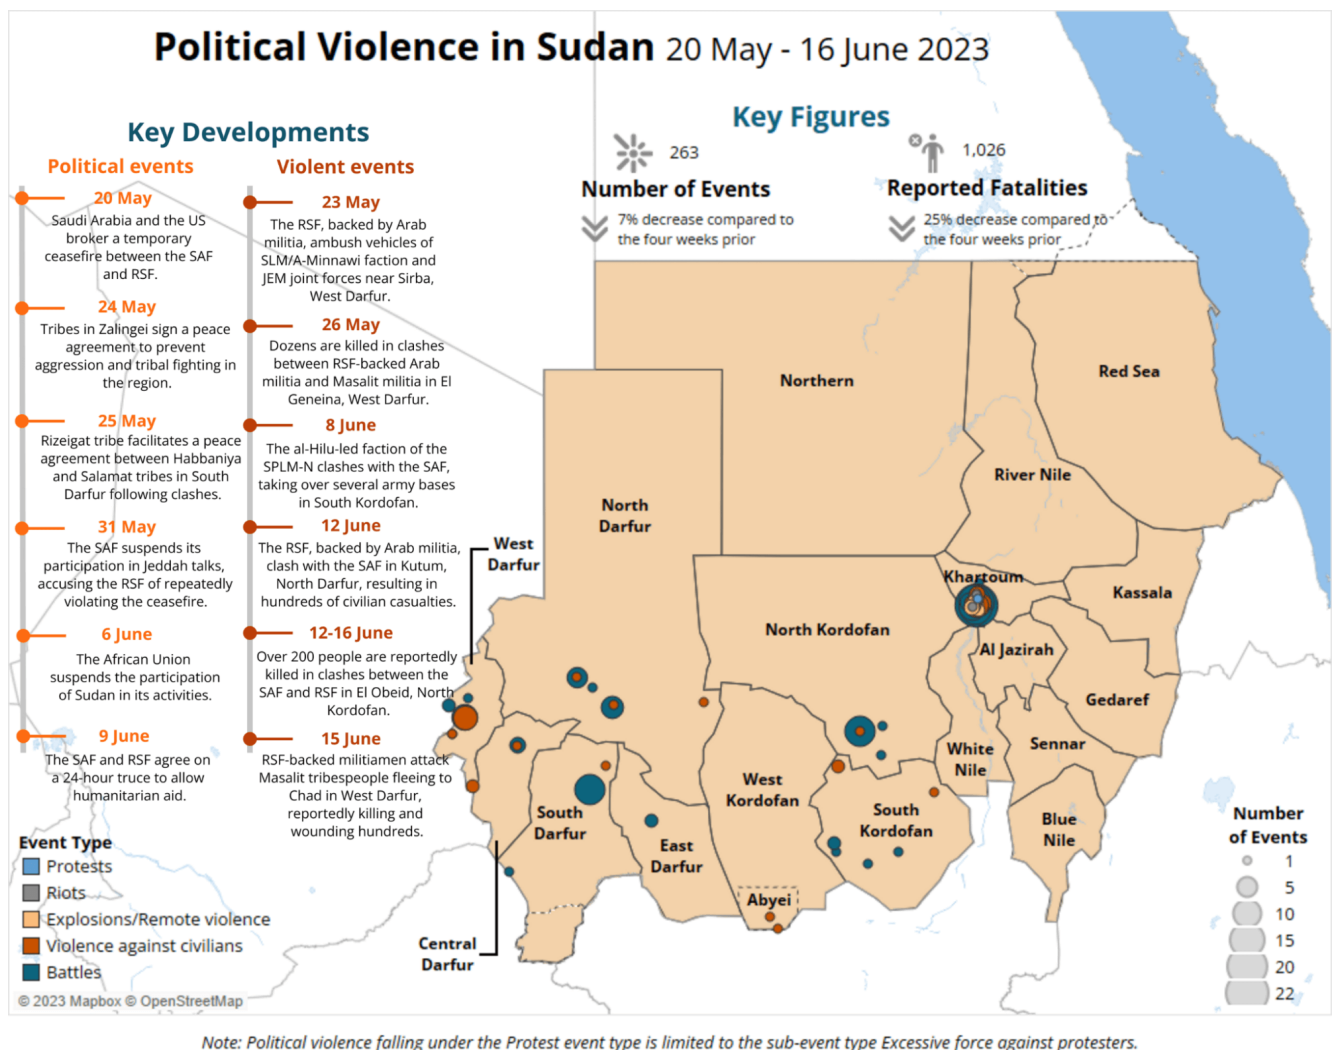 Political Violence in Sudan 20 May - 16 June 2023
Key Developments
Political events
20 May
Saudi Arabia and the US
broker a temporary
ceasefire between the SAF
and RSF.
24 May
Tribes in Zalingei sign a peace
agreement to prevent
aggression and tribal fighting in
the region.
25 May
Rizeigat tribe facilitates a peace
agreement between Habbaniya
and Salamat tribes in South
Darfur following clashes.
31 May
The SAF suspends its
participation in Jeddah talks,
accusing the RSF of repeatedly
violating the ceasefire.
6 June
The African Union
suspends the participation
of Sudan in its activities.
9 June
The SAF and RSF agree on
a 24-hour truce to allow
humanitarian aid.
Violent events
23 May
The RSF, backed by Arab
militia, ambush vehicles of
SLM/A-Minnawi faction and
JEM joint forces near Sirba,
West Darfur.
26 May
Dozens are killed in clashes
between RSF-backed Arab
militia and Masalit militia in El
Geneina, West Darfur.
8 June
The al-Hilu-led faction of the
SPLM-N clashes with the SAF,
taking over several army bases
in South Kordofan.
12 June
The RSF, backed by Arab militia,
clash with the SAF in Kutum,
North Darfur, resulting in
hundreds of civilian casualties.
12-16 June
Over 200 people are reportedly
killed in clashes between the
SAF and RSF in El Obeid, North
Kordofan.
15 June
RSF-backed militiamen attack
Masalit tribespeople fleeing to
Chad in West Darfur,
reportedly killing and
wounding hundreds.
Key Figures
263
Number of Events
7% decrease compared to
the four weeks prior
1,026
Reported Fatalities
25% decrease compared to
the four weeks prior
Northern
Red Sea
River Nile
North
Darfur
West
Darfur
Khartoum
Kassala
North Kordofan
Al Jazirah
Gedaref
White
Nile
Sennar
West
Kordofan
South
Kordofan
Blue
Nile
South
Darfur
East
Darfur
Abyei
Central
Darfur
Event Type
Protests
Riots
Explosions/Remote violence
Violence against civilians
Battles
Number
of Events
1
5
10
15
20
22
© 2023 Mapbox © OpenStreetMap
Note: Political violence falling under the Protest event type is limited to the sub-event type Excessive force against protesters.